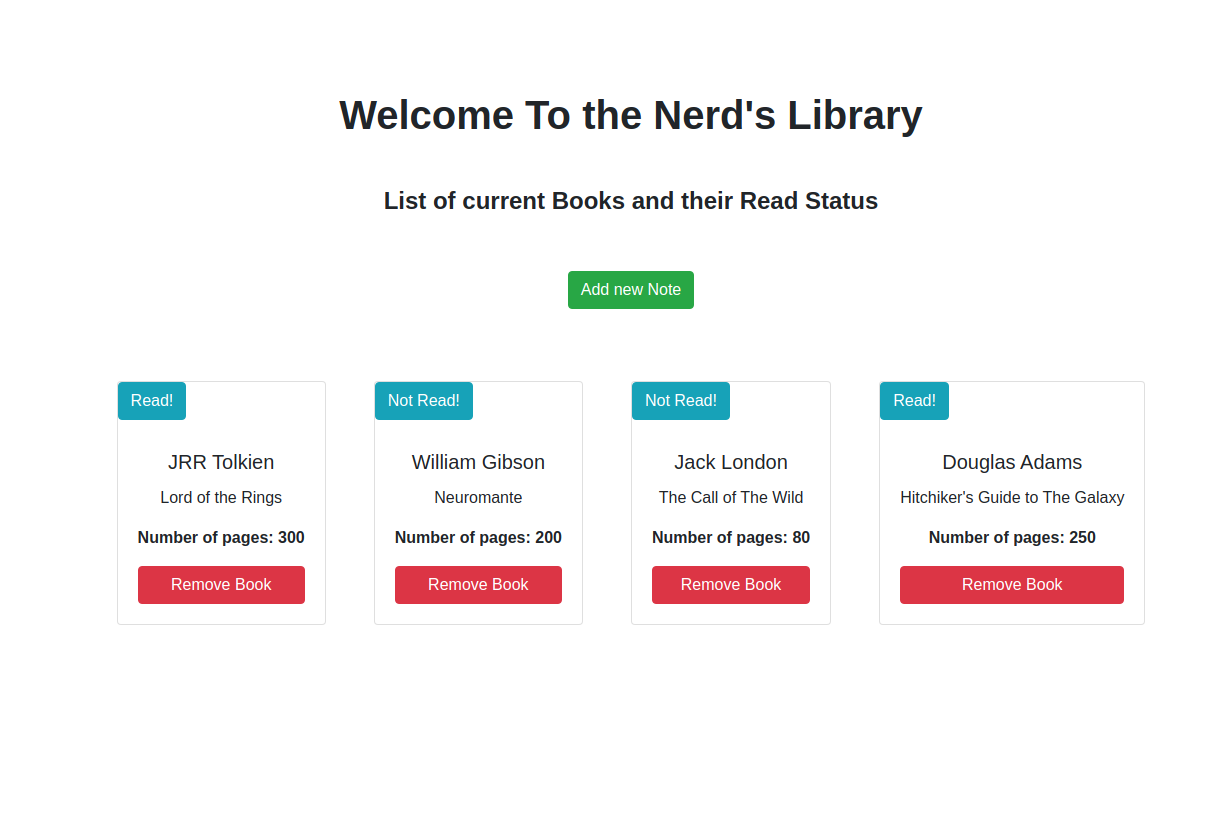 Welcome To the Nerd's Library
List of current Books and their Read Status
Add new Note
Read!
JRR Tolkien
Lord of the Rings
Number of pages: 300
Remove Book
Not Read!
William Gibson
Neuromante
Number of pages: 200
Remove Book
Not Read!
Jack London
The Call of The Wild
Number of pages: 80
Remove Book
Read!
Douglas Adams
Hitchiker's Guide to The Galaxy
Number of pages: 250
Remove Book